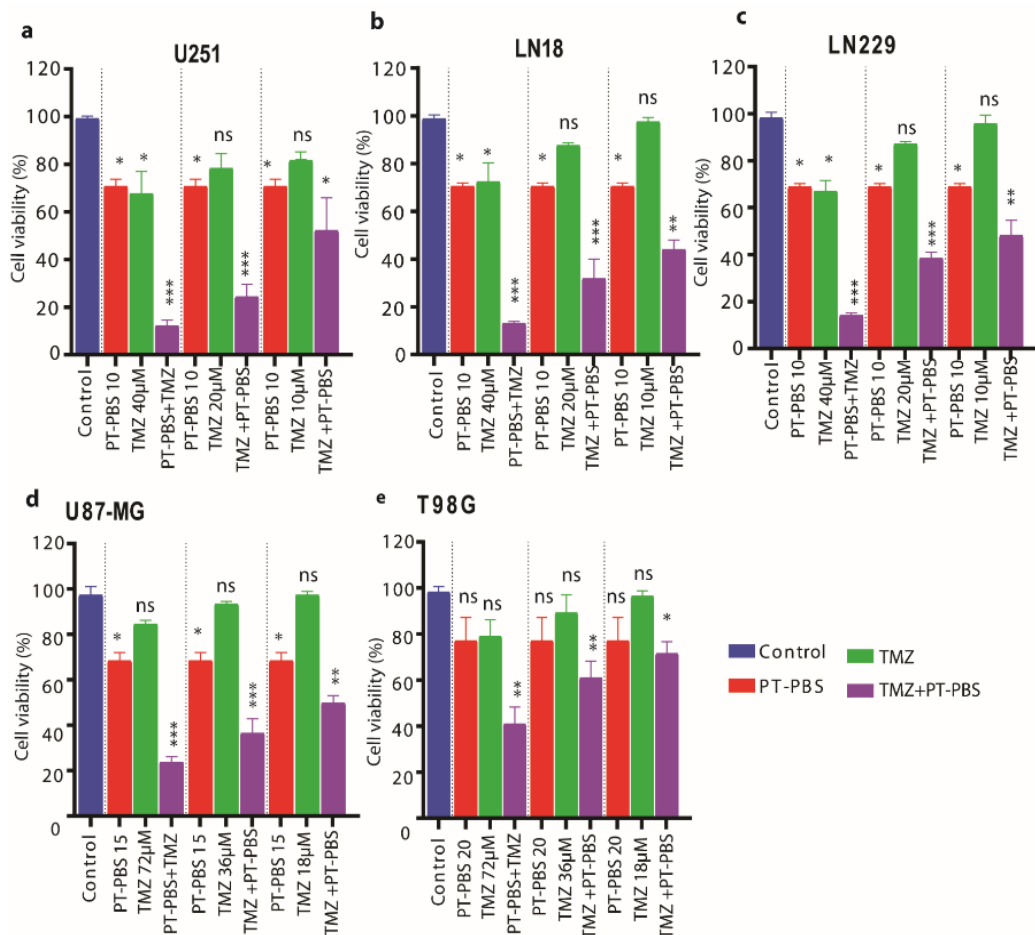 a
U251
Cell viability (%)
120
100
80
60
40
20
0
* * *** * ns *** * ns *
Control
PT-PBS 10
TMZ 40µM
PT-PBS+TMZ
PT-PBS 10
TMZ 20µM
TMZ +PT-PBS
PT-PBS 10
TMZ 10µM
TMZ +PT-PBS
b
LN18
Cell viability (%)
120
100
80
60
40
20
0
* * *** * ns *** * ns **
Control
PT-PBS 10
TMZ 40µM
PT-PBS+TMZ
PT-PBS 10
TMZ 20µM
TMZ+PT-PBS
PT-PBS 10
TMZ 10µM
TMZ +PT-PBS
c
LN229
Cell viability (%)
120
100
80
60
40
20
0
* * *** * ns *** * ns **
Control
PT-PBS 10
TMZ 40µM
PT-PBS+TMZ
PT-PBS 10
TMZ 20µM
TMZ +PT-PBS
PT-PBS 10
TMZ 10µM
TMZ +PT-PBS
d
U87-MG
Cell viability (%)
120
100
80
60
40
20
0
* ns *** * ns *** * ns **
Control
PT-PBS 15
TMZ 72µM
PT-PBS+TMZ
PT-PBS 15
TMZ 36µM
TMZ +PT-PBS
PT-PBS 15
TMZ 18µM
TMZ +PT-PBS
e
T98G
Cell viability (%)
120
100
80
60
40
20
0
ns ns ** ns ns ** ns ns *
Control
PT-PBS 20
TMZ 72µM
PT-PBS+TMZ
PT-PBS 20
TMZ 36µM
TMZ +PT-PBS
PT-PBS 20
TMZ 18µM
TMZ +PT-PBS
Control
TMZ
PT-PBS
TMZ+PT-PBS